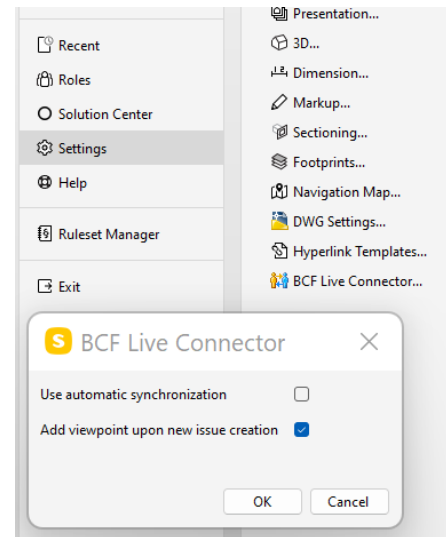 Recent
Roles
Solution Center
Settings
Help
Ruleset Manager
Exit
Presentation...
3D...
Dimension...
Markup...
Sectioning...
Footprints...
Navigation Map...
DWG Settings...
Hyperlink Templates...
BCF Live Connector...
S BCF Live Connector
Use automatic synchronization
Add viewpoint upon new issue creation
OK Cancel